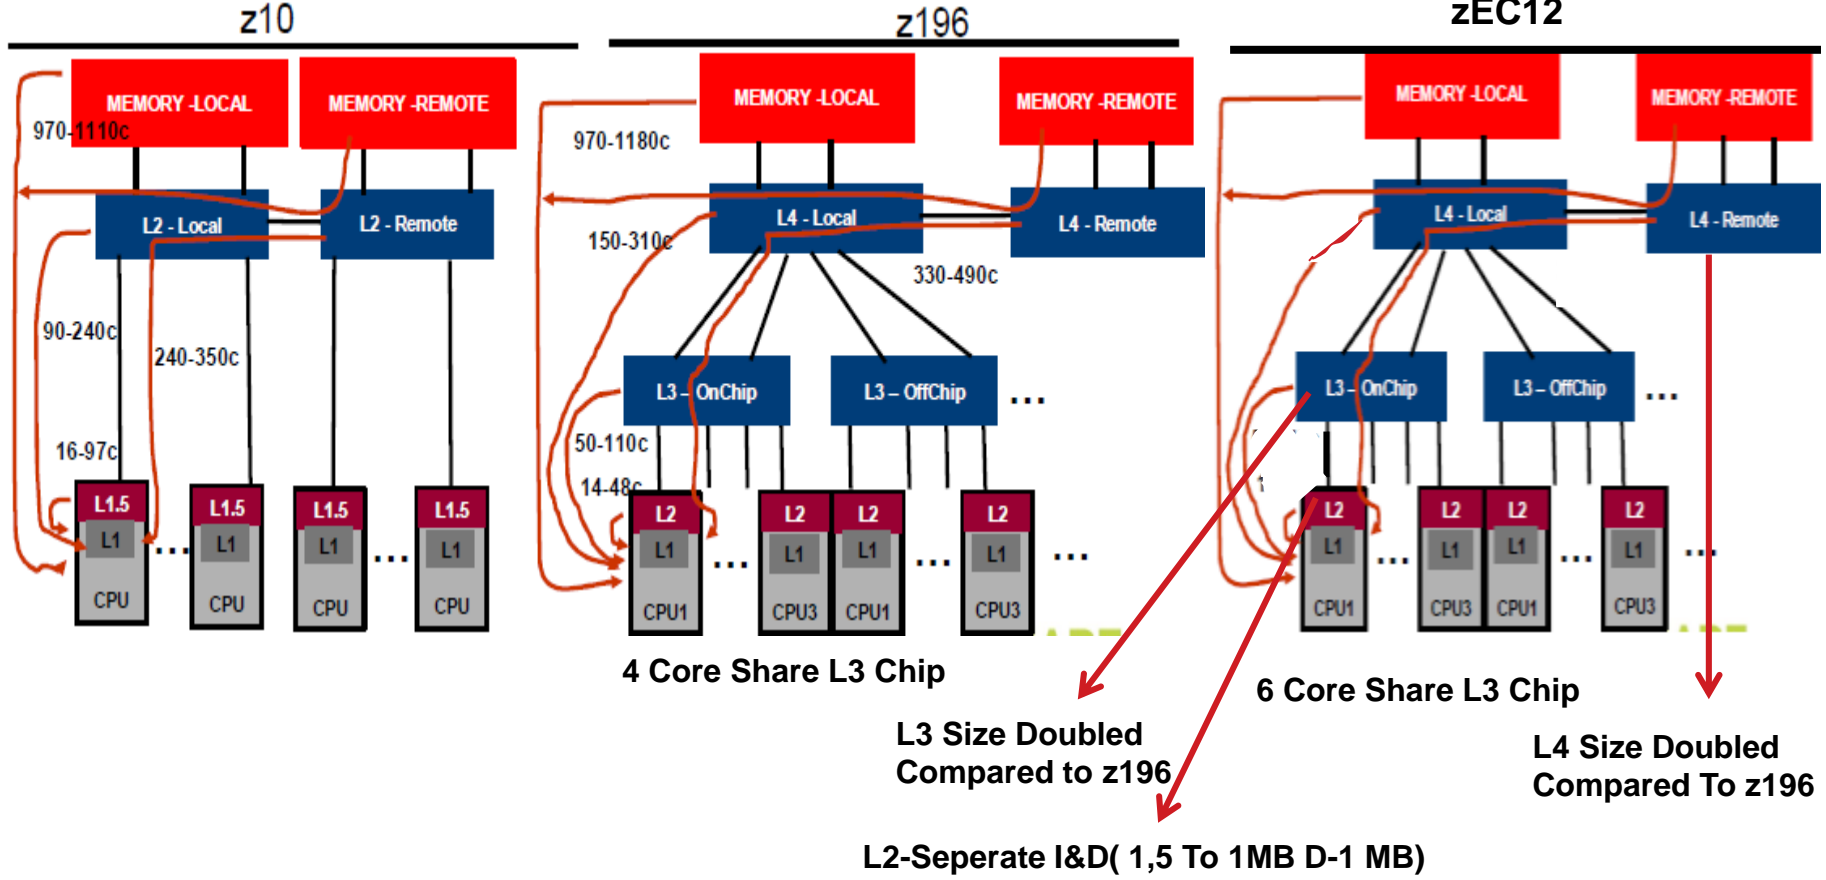 z10
MEMORY -LOCAL
MEMORY -REMOTE
970-1110c
L2 - Local
L2 - Remote
90-240c
240-350c
16-97c
L1.5
L1.5
L1.5
L1.5
L1
L1
L1
L1
...
...
CPU
CPU
CPU
CPU
z196
MEMORY -LOCAL
MEMORY -REMOTE
970-1180c
L4 - Local
L4 - Remote
150-310c
330-490c
L3 – OnChip
L3 – OffChip
...
50-110c
14-48c
L2
L2
L2
L2
L1
L1
L1
L1
...
...
...
CPU1
CPU3
CPU1
CPU3
4 Core Share L3 Chip
zEC12
MEMORY -LOCAL
MEMORY -REMOTE
L4 - Local
L4 - Remote
L3 – OnChip
L3 – OffChip
...
L2
L2
L2
L2
L1
L1
L1
L1
...
...
...
CPU1
CPU3
CPU1
CPU3
6 Core Share L3 Chip
L3 Size Doubled
Compared to z196
L4 Size Doubled
Compared To z196
L2-Seperate I&D( 1,5 To 1MB D-1 MB)